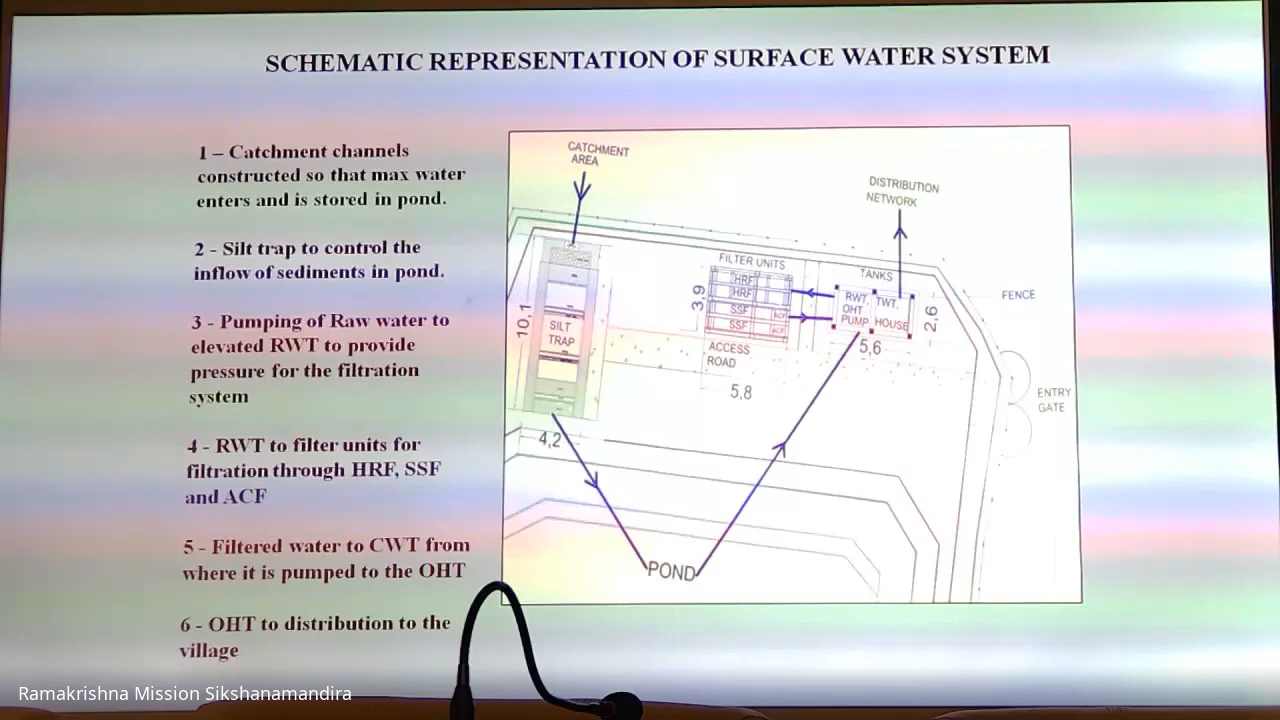 SCHEMATIC REPRESENTATION OF SURFACE WATER SYSTEM
1 – Catchment channels
constructed so that max water
enters and is stored in pond.
2 - Silt trap to control the
inflow of sediments in pond.
3 - Pumping of Raw water to
elevated RWT to provide
pressure for the filtration
system
4 - RWT to filter units for
filtration through HRF, SSF
and ACF
5 - Filtered water to CWT from
where it is pumped to the OHT
6 - OHT to distribution to the
village
CATCHMENT
AREA
DISTRIBUTION
NETWORK
FILTER UNITS
TANKS
HRF
HRF
SSF
ACF
SSF
ACF
3,9
RWT. TWT.
OHT
PUMP HOUSE
2,6
5,6
FENCE
10,1
SILT
TRAP
ACCESS
ROAD
5,8
ENTRY
GATE
4,2
POND
Ramakrishna Mission Sikshanamandira